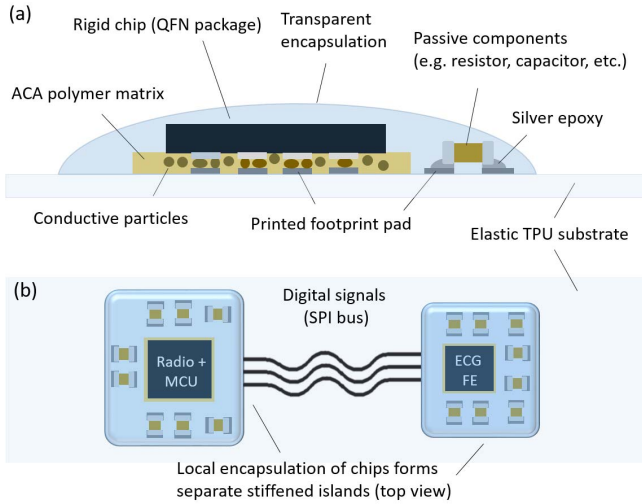 (a)
Rigid chip (QFN package)
Transparent
encapsulation
Passive components
(e.g. resistor, capacitor, etc.)
ACA polymer matrix
Silver epoxy
Conductive particles
Printed footprint pad
Elastic TPU substrate
(b)
Digital signals
(SPI bus)
Radio +
MCU
ECG
FE
Local encapsulation of chips forms
separate stiffened islands (top view)